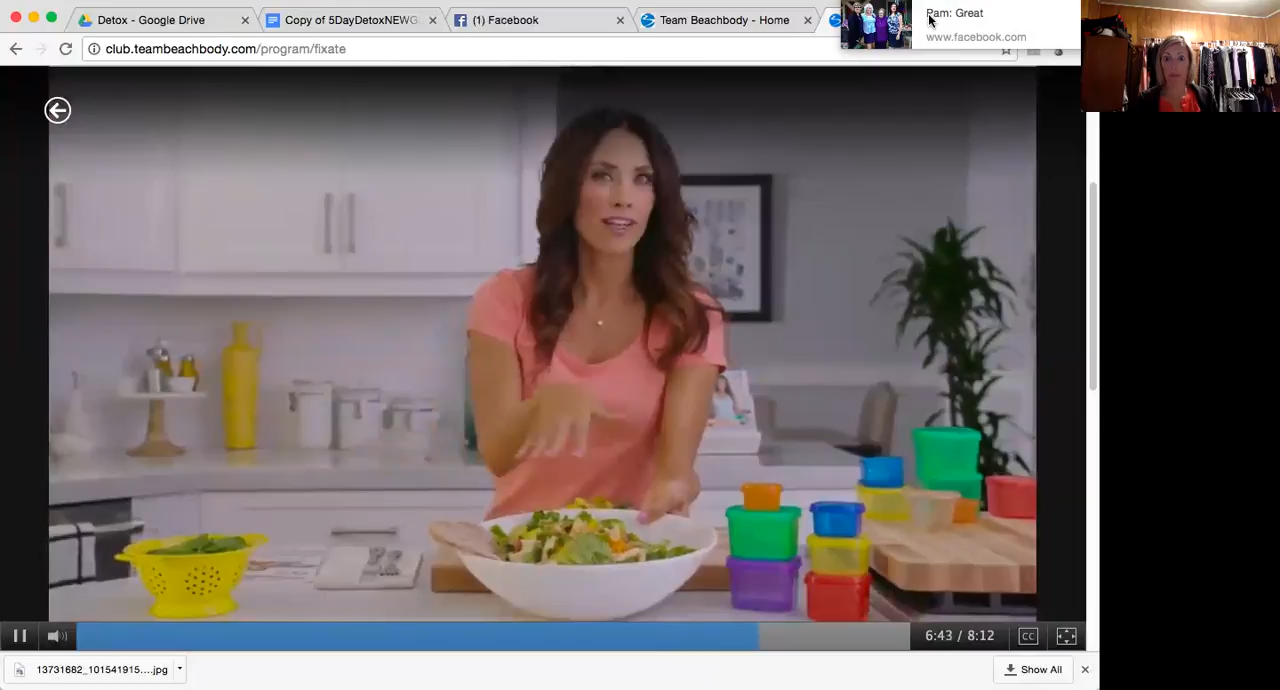 Detox - Google Drive
Copy of 5DayDetoxNEWG
(1) Facebook
Team Beachbody - Home
Pam: Great
www.facebook.com
club.teambeachbody.com/program/fixate
6:43 / 8:12
CC
13731682_101541915....jpg
Show All